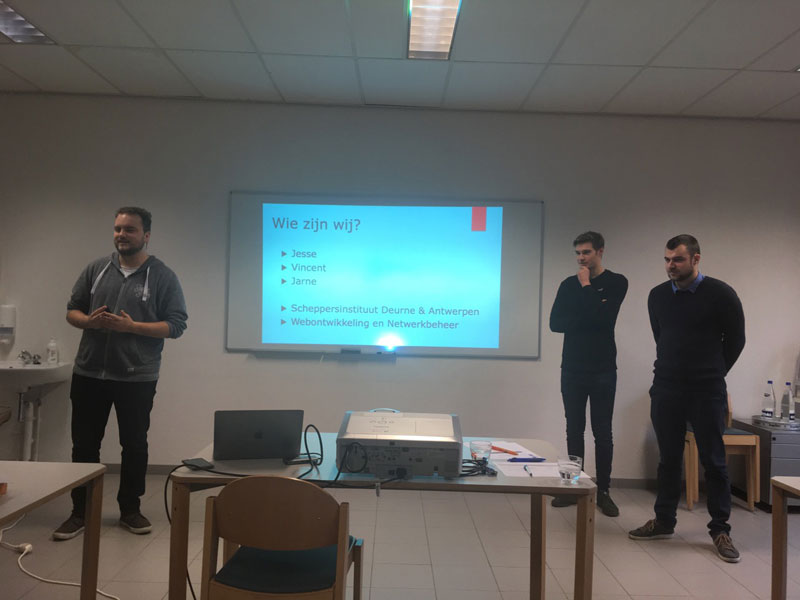 Wie zijn wij?
► Jesse
► Vincent
► Jarne
► Scheppersinstituut Deurne & Antwerpen
► Webontwikkeling en Netwerkbeheer